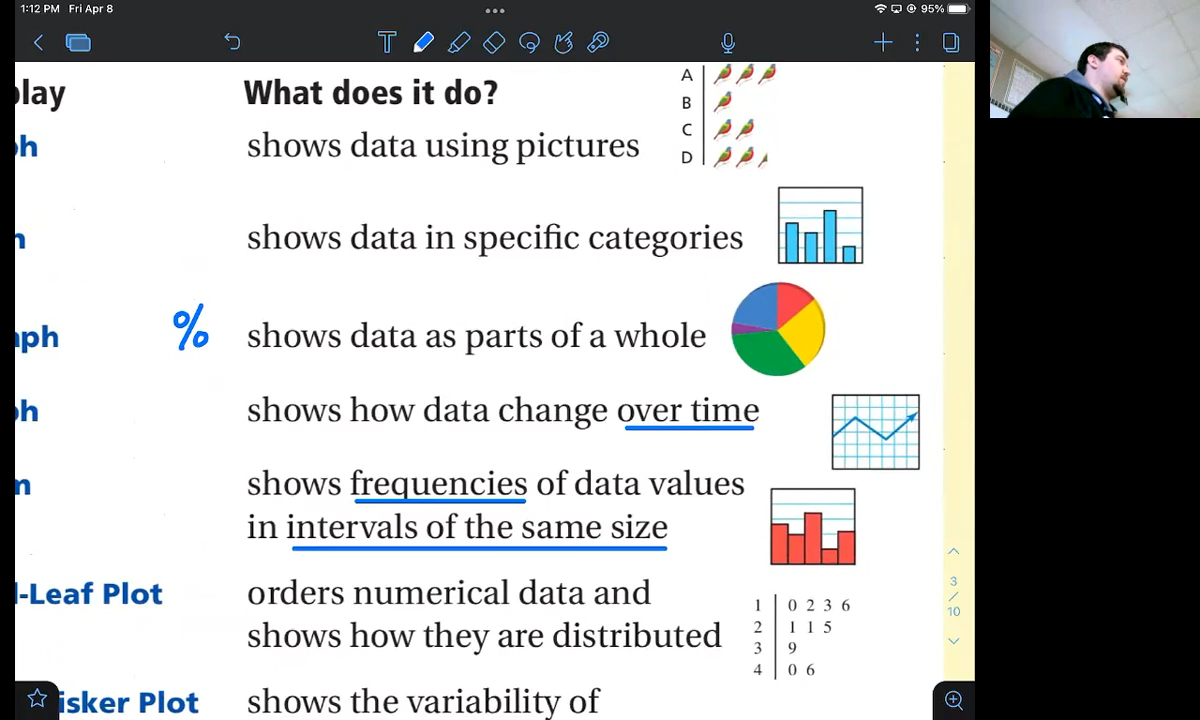 1:12 PM Fri Apr 8
95%
play
What does it do?
A
B
C
D
ph
shows data using pictures
h
shows data in specific categories
aph
%
shows data as parts of a whole
ph
shows how data change over time
m
shows frequencies of data values
in intervals of the same size
-Leaf Plot
orders numerical data and
shows how they are distributed
1 | 0 2 3 6
2 | 1 1 5
3 | 9
4 | 0 6
isker Plot
shows the variability of
3
/
10